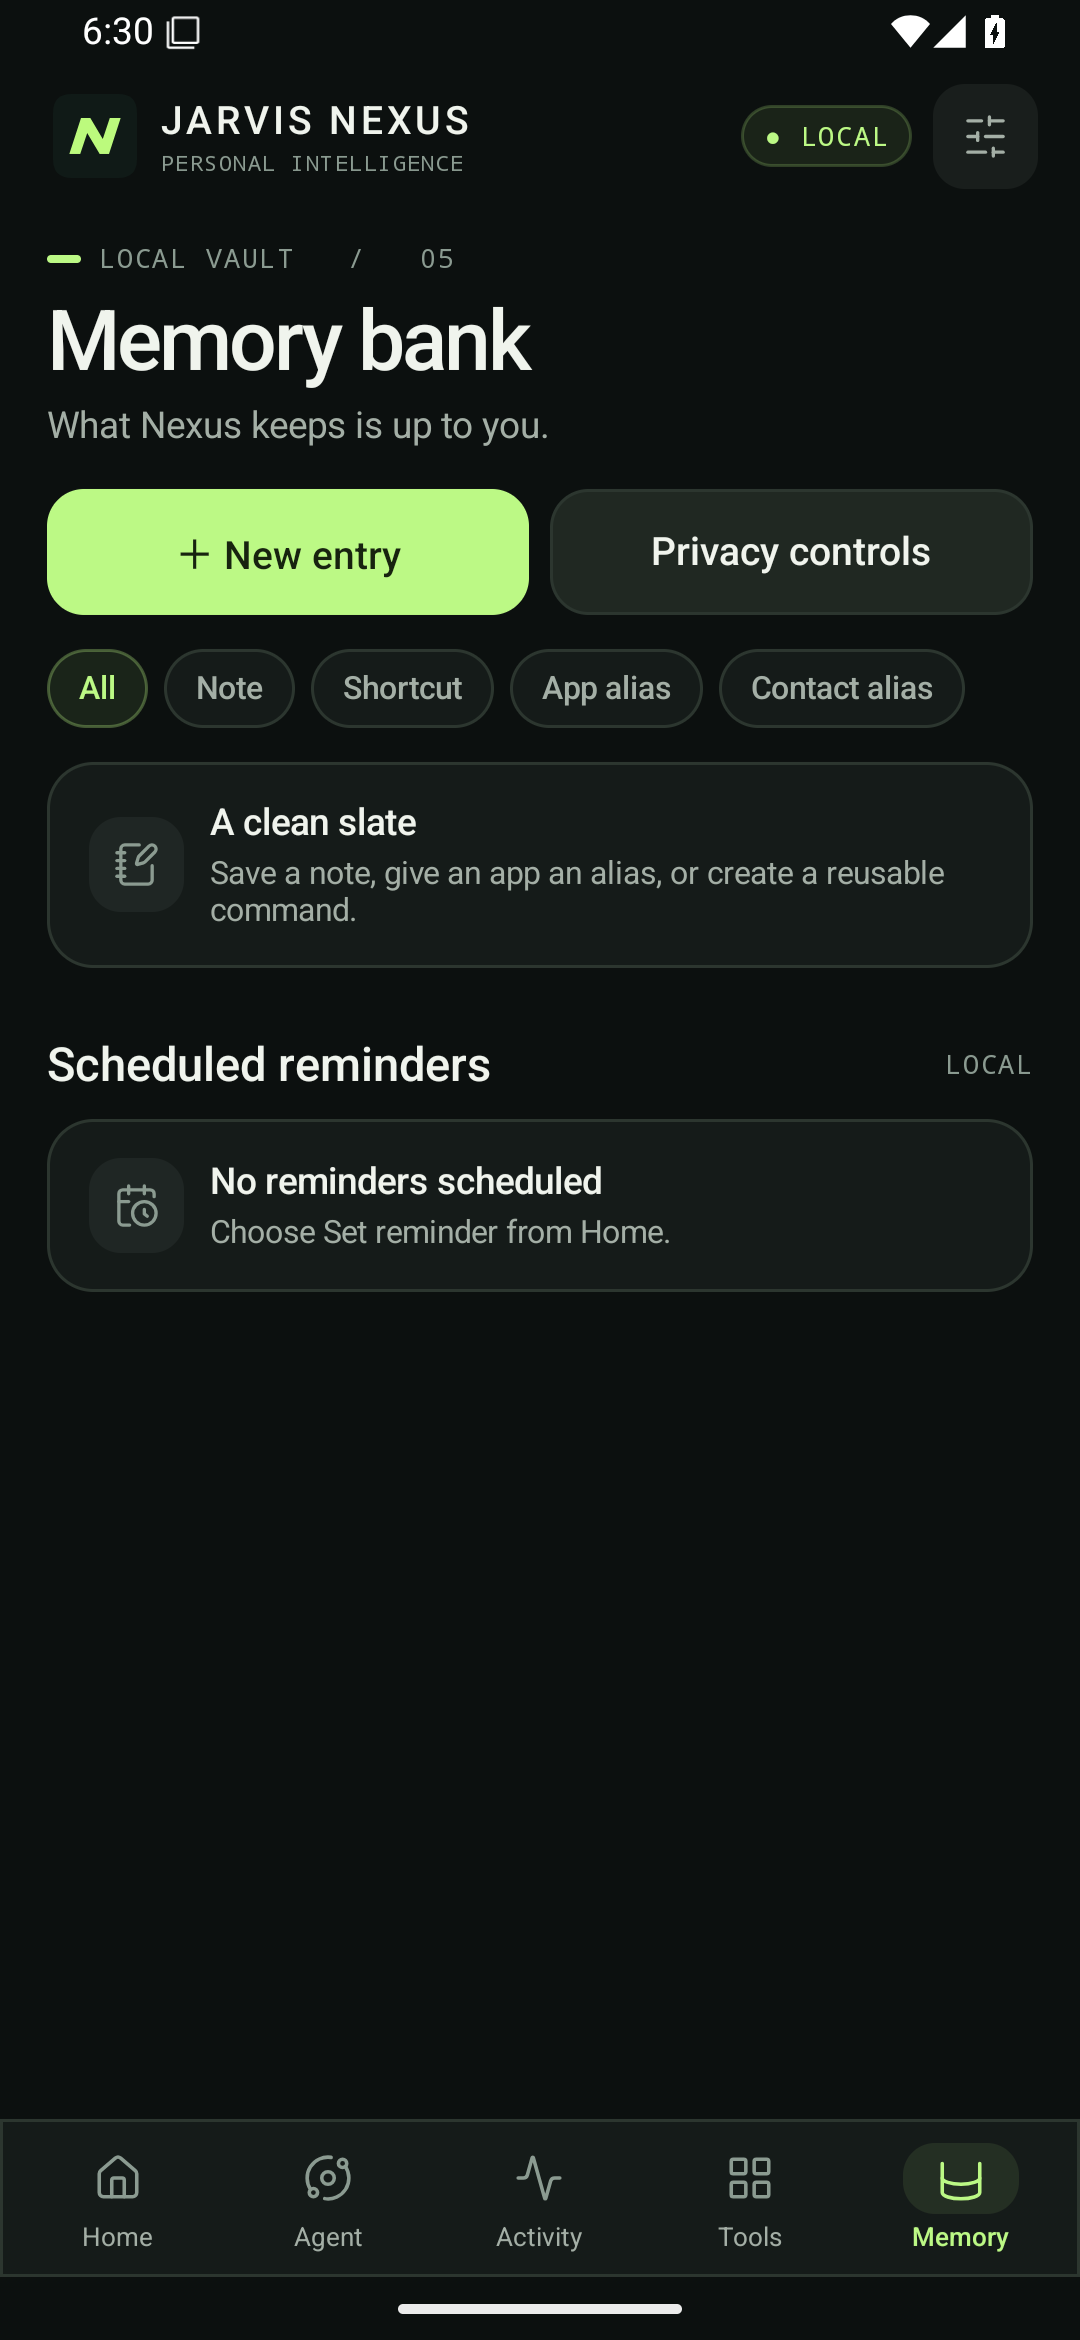 6:30
JARVIS NEXUS
PERSONAL INTELLIGENCE
LOCAL
LOCAL VAULT / 05
Memory bank
What Nexus keeps is up to you.
+ New entry
Privacy controls
All
Note
Shortcut
App alias
Contact alias
A clean slate
Save a note, give an app an alias, or create a reusable
command.
Scheduled reminders
LOCAL
No reminders scheduled
Choose Set reminder from Home.
Home
Agent
Activity
Tools
Memory